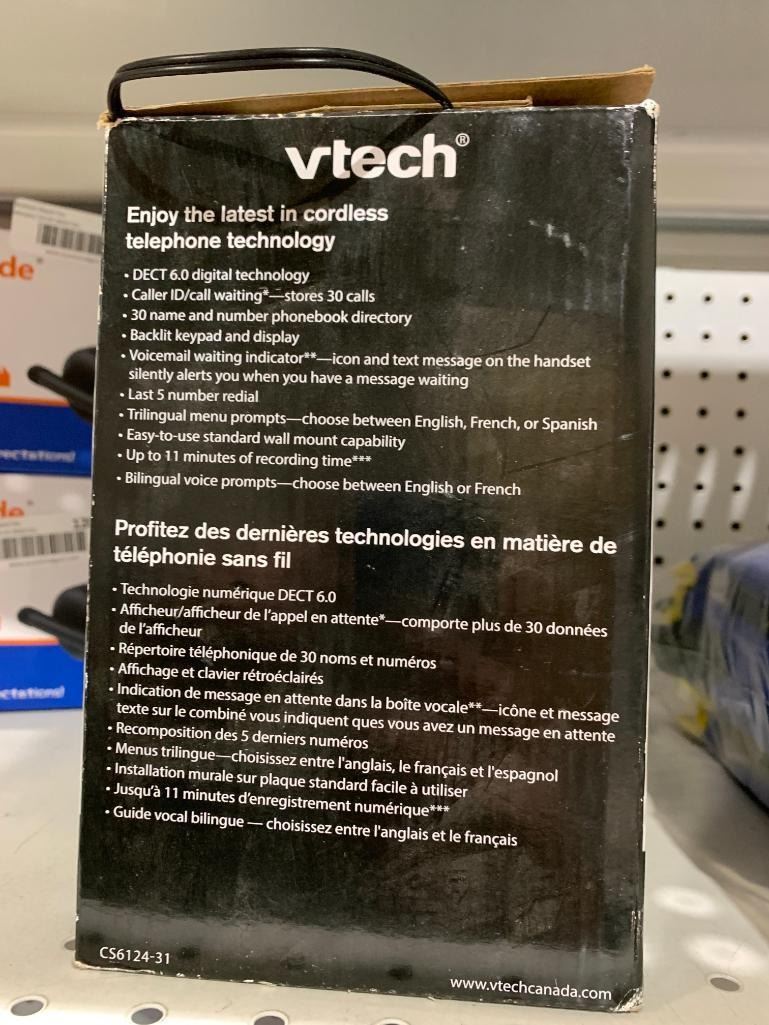 vtech®
Enjoy the latest in cordless
telephone technology
• DECT 6.0 digital technology
• Caller ID/call waiting*—stores 30 calls
• 30 name and number phonebook directory
• Backlit keypad and display
• Voicemail waiting indicator**—icon and text message on the handset
silently alerts you when you have a message waiting
• Last 5 number redial
• Trilingual menu prompts—choose between English, French, or Spanish
• Easy-to-use standard wall mount capability
• Up to 11 minutes of recording time***
• Bilingual voice prompts—choose between English or French
Profitez des dernières technologies en matière de
téléphonie sans fil
• Technologie numérique DECT 6.0
• Afficheur/afficheur de l'appel en attente*—comporte plus de 30 données
de l'afficheur
• Répertoire téléphonique de 30 noms et numéros
• Affichage et clavier rétroéclairés
• Indication de message en attente dans la boîte vocale**—icône et message
texte sur le combiné vous indiquent ques vous avez un message en attente
• Recomposition des 5 derniers numéros
• Menus trilingue—choisissez entre l'anglais, le français et l'espagnol
• Installation murale sur plaque standard facile à utiliser
• Jusqu'à 11 minutes d'enregistrement numérique***
• Guide vocal bilingue — choisissez entre l'anglais et le français
CS6124-31
www.vtechcanada.com